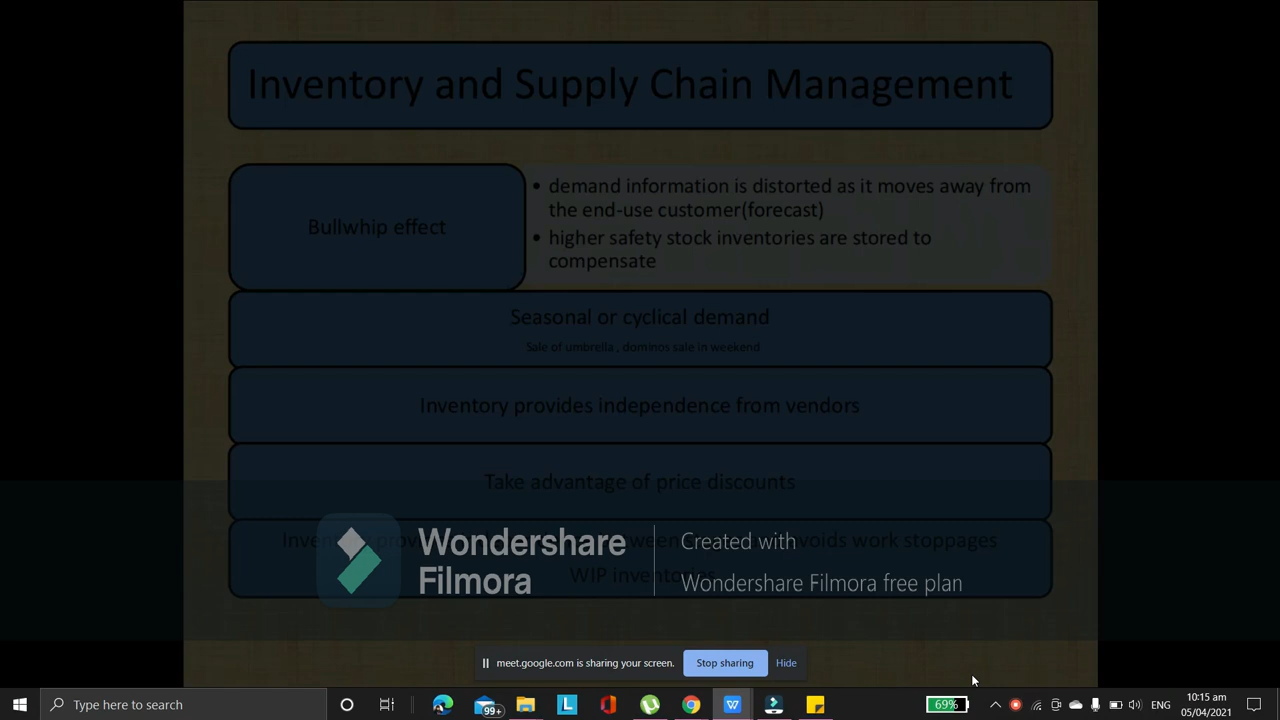 Inventory and Supply Chain Management
Bullwhip effect
• demand information is distorted as it moves away from
the end-use customer(forecast)
• higher safety stock inventories are stored to
compensate
Seasonal or cyclical demand
Sale of umbrella , dominos sale in weekend
Inventory provides independence from vendors
Take advantage of price discounts
avoids work stoppages
WIP
Wondershare
Filmora
Created with
Wondershare Filmora free plan
meet.google.com is sharing your screen.
Stop sharing
Hide
Type here to search
99+
69%
ENG
10:15 am
05/04/2021